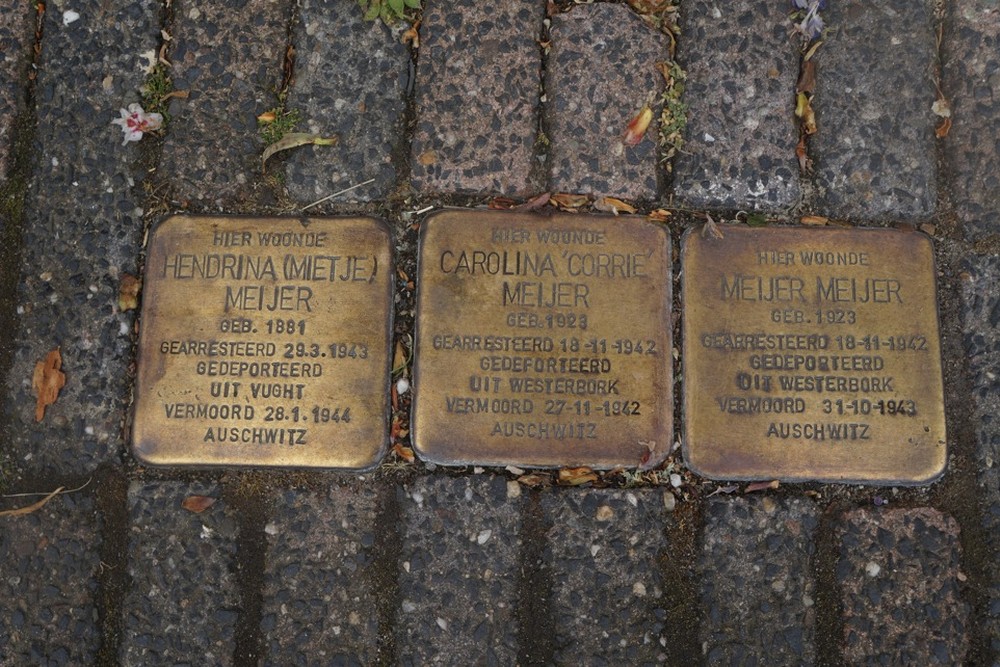 HIER WOONDE
HENDRINA (MIETJE)
MEIJER
GEB. 1881
GEARRESTEERD 29.3.1943
GEDEPORTEERD
UIT VUGHT
VERMOORD 28.1.1944
AUSCHWITZ
HIER WOONDE
CAROLINA 'CORRIE'
MEIJER
GEB. 1923
GEARRESTEERD 18-11-1942
GEDEPORTEERD
UIT WESTERBORK
VERMOORD 27-11-1942
AUSCHWITZ
HIER WOONDE
MEIJER MEIJER
GEB. 1923
GEARRESTEERD 18-11-1942
GEDEPORTEERD
UIT WESTERBORK
VERMOORD 31-10-1943
AUSCHWITZ